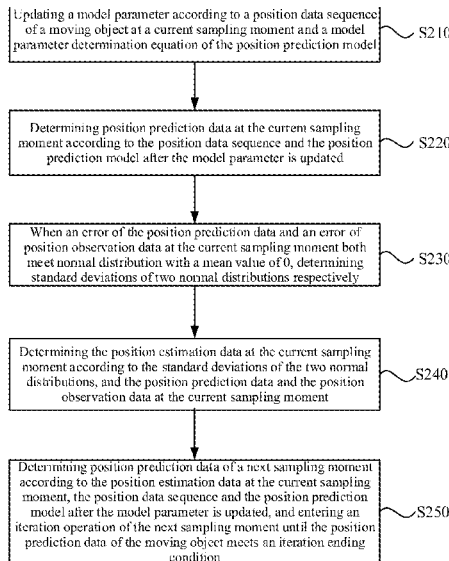 Updating a model parameter according to a position data sequence
of a moving object at a current sampling moment and a model
parameter determination equation of the position prediction model
S210
Determining position prediction data at the current sampling
moment according to the position data sequence and the position
prediction model after the model parameter is updated
S220
When an error of the position prediction data and an error of
position observation data at the current sampling moment both
meet normal distribution with a mean value of 0, determining
standard deviations of two normal distributions respectively
S230
Determining the position estimation data at the current sampling
moment according to the standard deviations of the two normal
distributions, and the position prediction data and the position
observation data at the current sampling moment
S240
Determining position prediction data of a next sampling moment
according to the position estimation data at the current sampling
moment, the position data sequence and the position prediction
model after the model parameter is updated, and entering an
iteration operation of the next sampling moment until the position
prediction data of the moving object meets an iteration ending
condition
S250